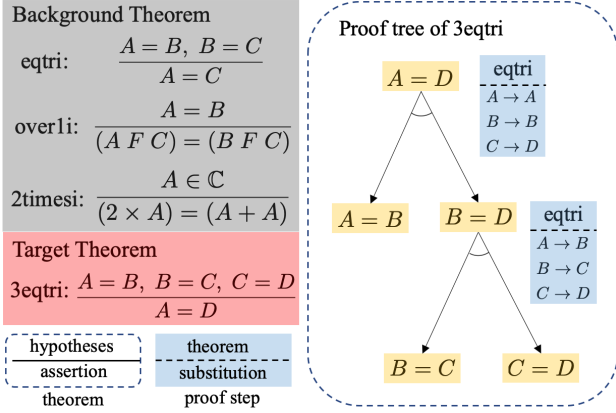 Background Theorem
eqtri: A = B, B = C
A = C
over1i: A = B
(A F C) = (B F C)
2timesi: A ∈ ℂ
(2 × A) = (A + A)
Target Theorem
3eqtri: A = B, B = C, C = D
A = D
hypotheses
assertion
theorem
theorem
substitution
proof step
Proof tree of 3eqtri
A = D
eqtri
A → A
B → B
C → D
A = B
B = D
eqtri
A → B
B → C
C → D
B = C
C = D